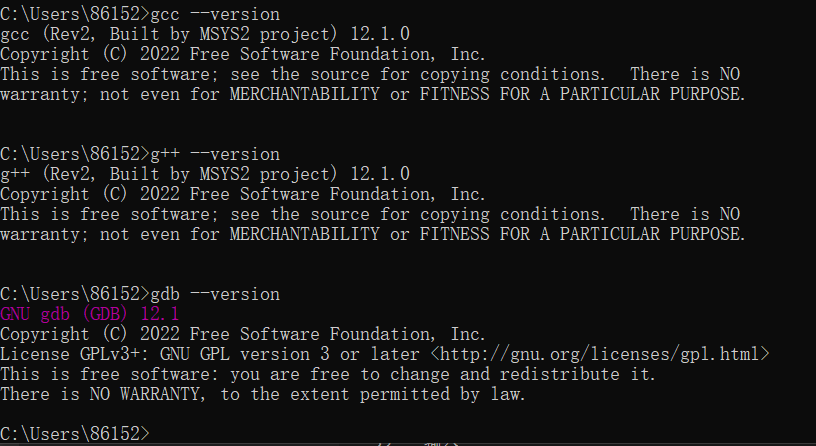 C:\Users\86152>gcc --version
gcc (Rev2, Built by MSYS2 project) 12.1.0
Copyright (C) 2022 Free Software Foundation, Inc.
This is free software; see the source for copying conditions.  There is NO
warranty; not even for MERCHANTABILITY or FITNESS FOR A PARTICULAR PURPOSE.
C:\Users\86152>g++ --version
g++ (Rev2, Built by MSYS2 project) 12.1.0
Copyright (C) 2022 Free Software Foundation, Inc.
This is free software; see the source for copying conditions.  There is NO
warranty; not even for MERCHANTABILITY or FITNESS FOR A PARTICULAR PURPOSE.
C:\Users\86152>gdb --version
GNU gdb (GDB) 12.1
Copyright (C) 2022 Free Software Foundation, Inc.
License GPLv3+: GNU GPL version 3 or later <http://gnu.org/licenses/gpl.html>
This is free software: you are free to change and redistribute it.
There is NO WARRANTY, to the extent permitted by law.
C:\Users\86152>